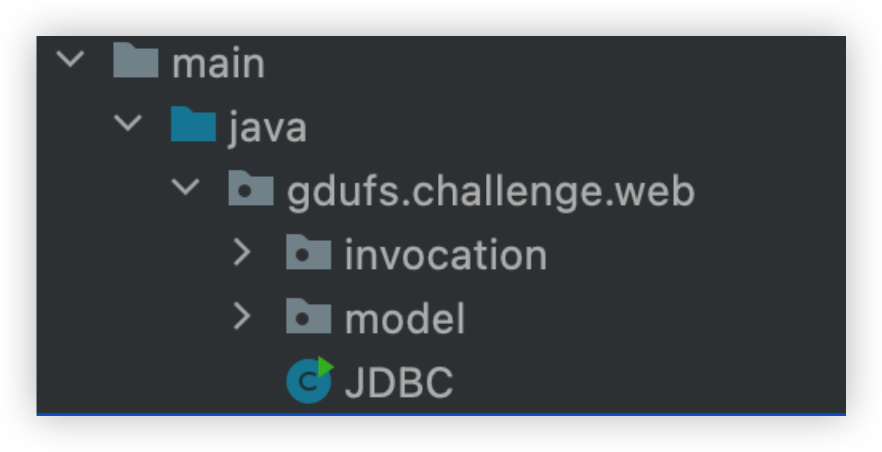 main
java
gdufs.challenge.web
invocation
model
JDBC